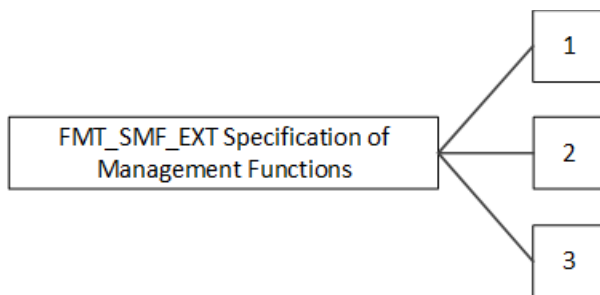 1
FMT_SMF_EXT Specification of
Management Functions
2
3